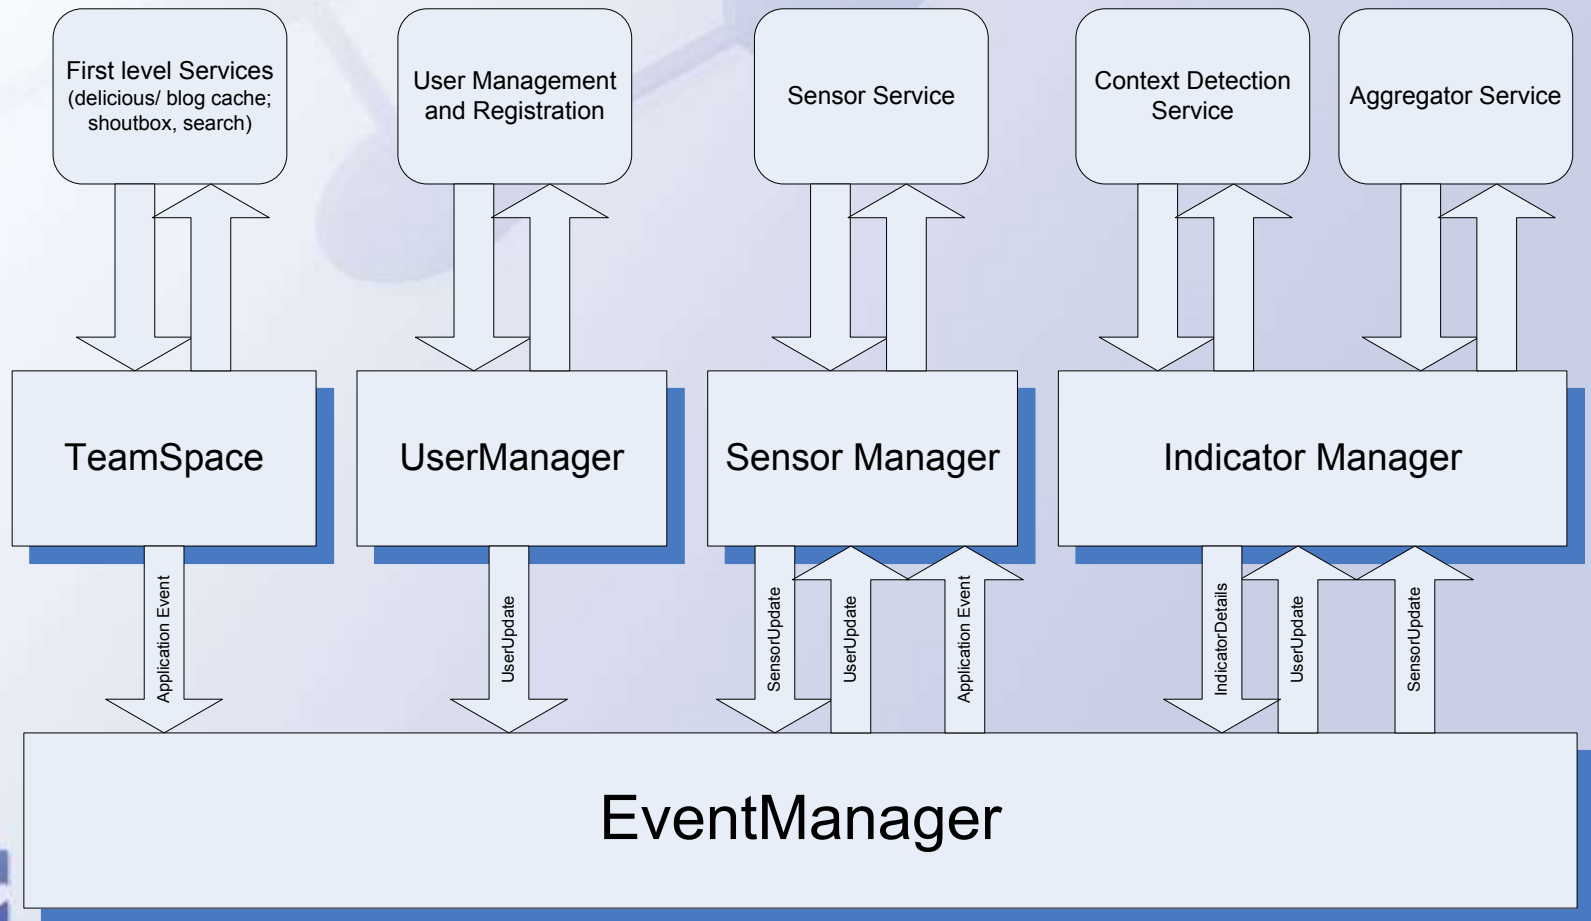 First level Services
(delicious/ blog cache;
shoutbox, search)
User Management
and Registration
Sensor Service
Context Detection
Service
Aggregator Service
TeamSpace
UserManager
Sensor Manager
Indicator Manager
Application Event
UserUpdate
SensorUpdate
UserUpdate
Application Event
IndicatorDetails
UserUpdate
SensorUpdate
EventManager